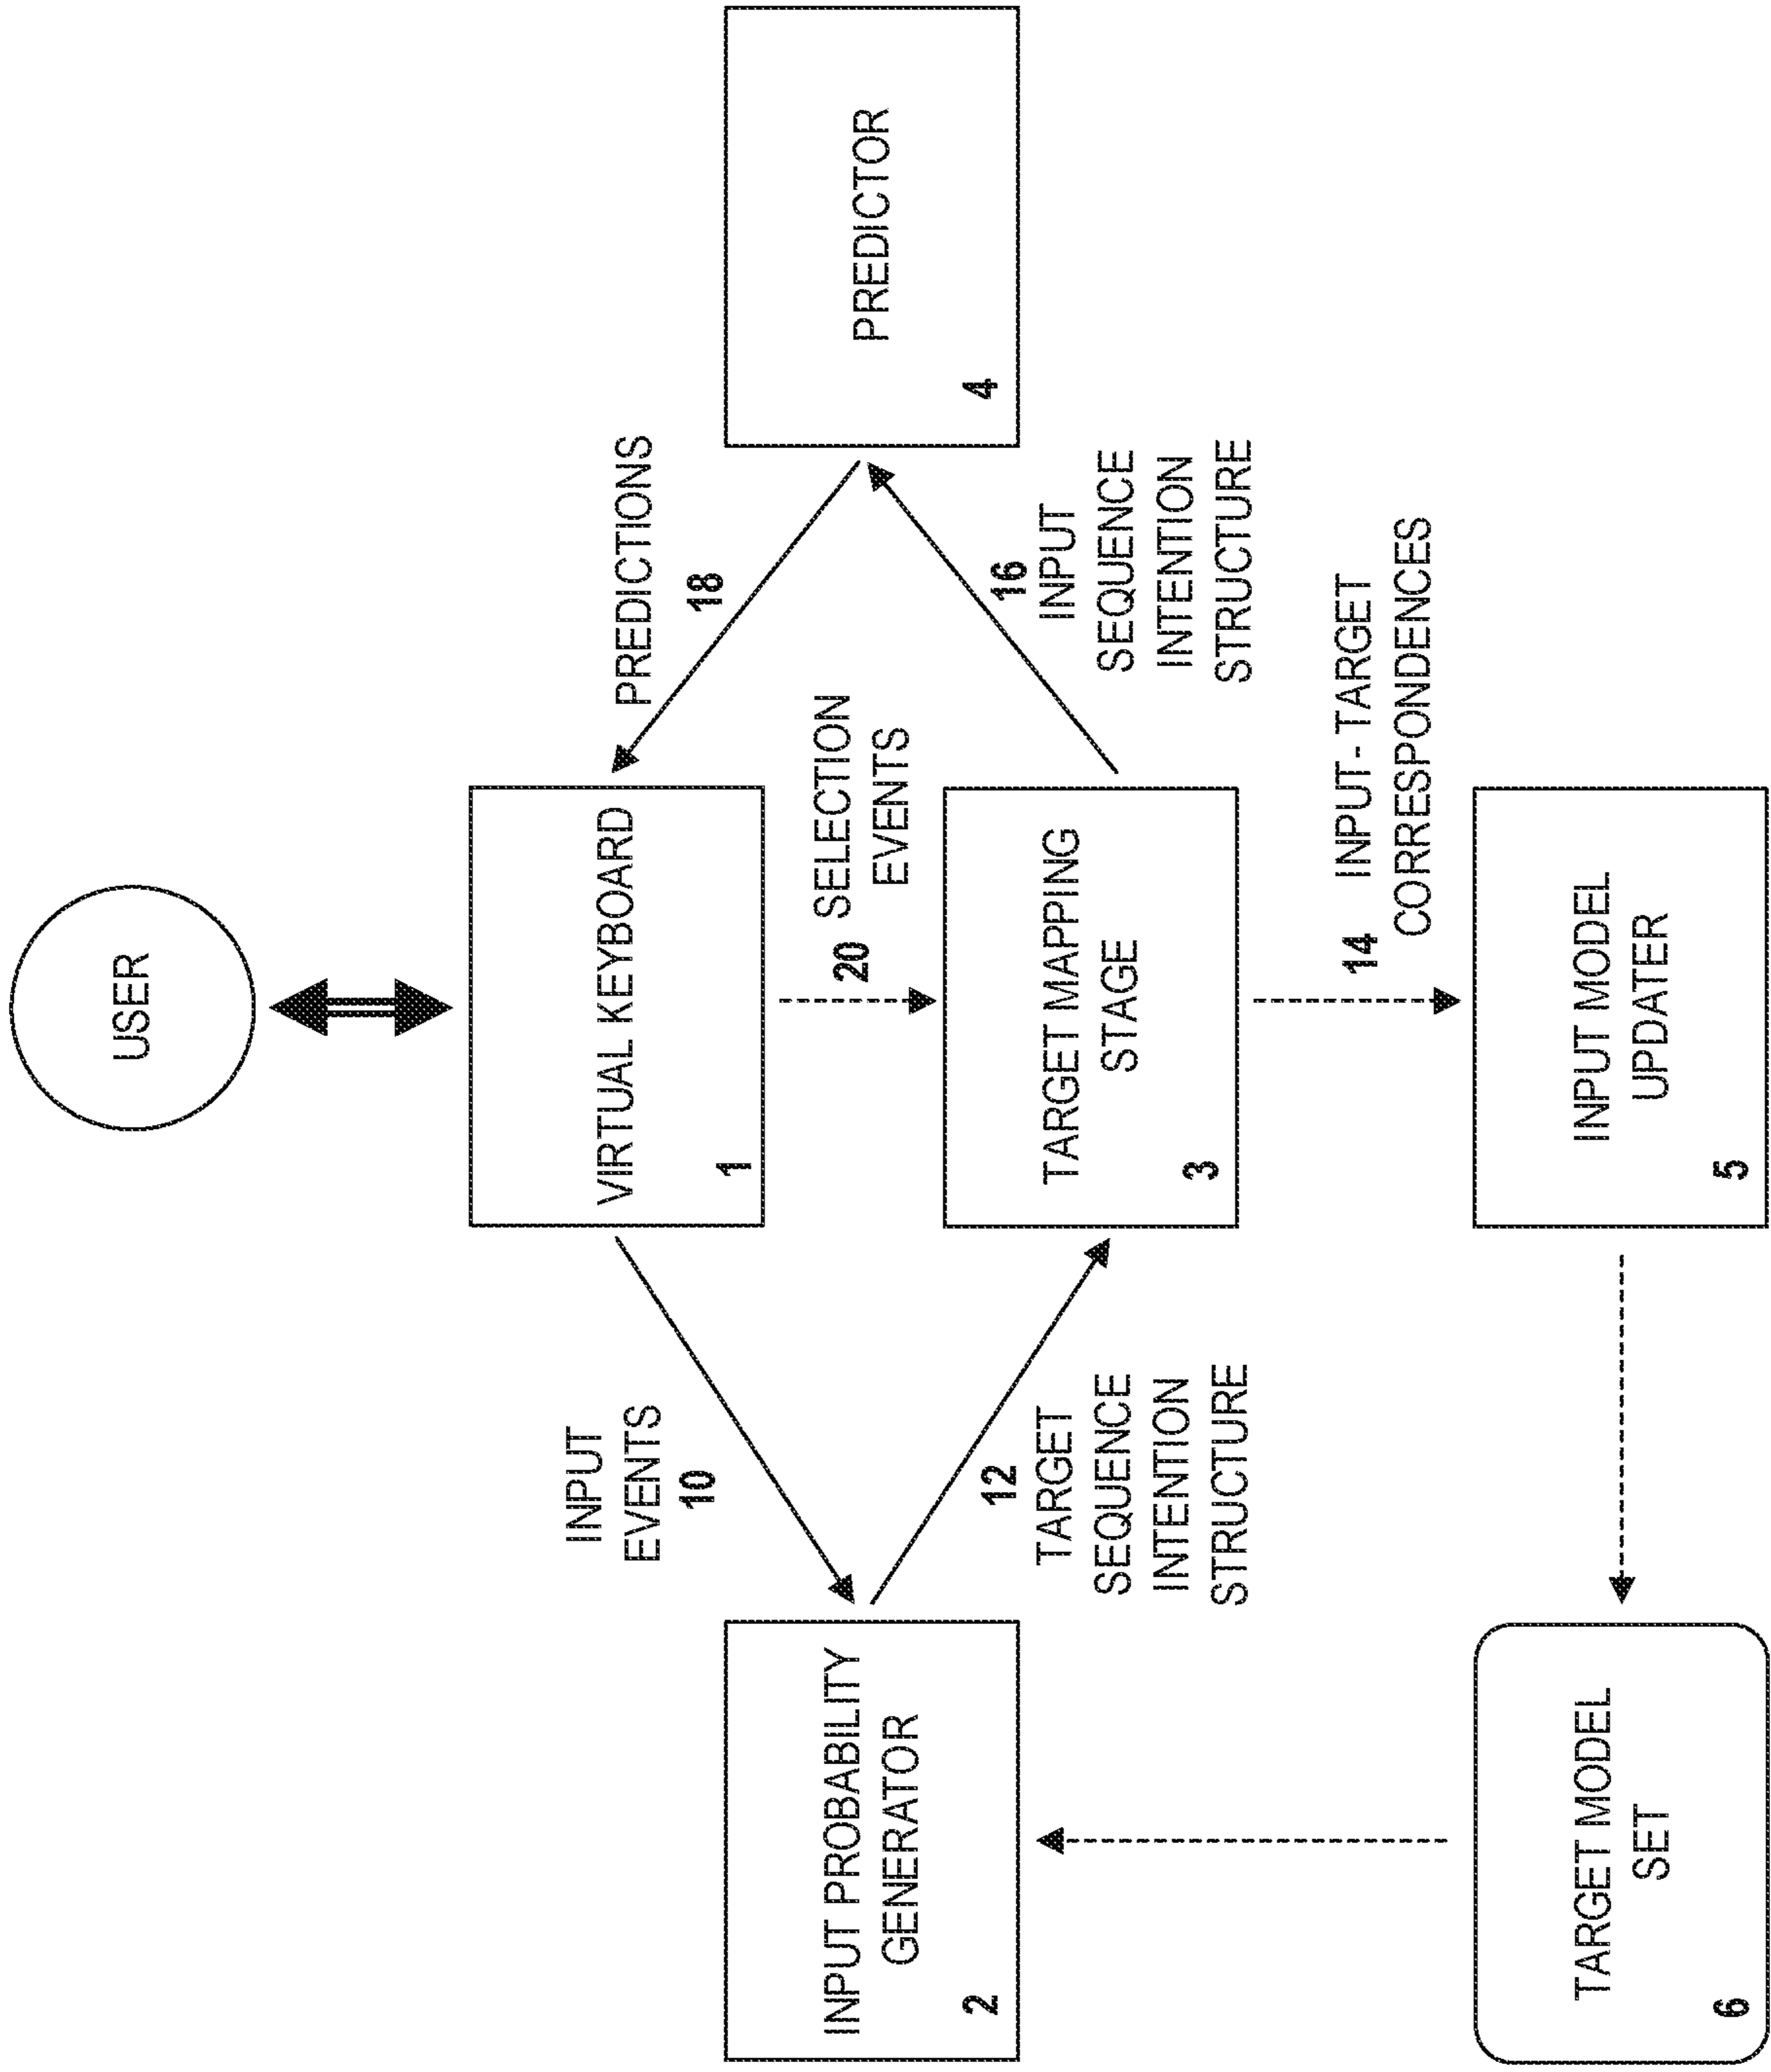 USER
VIRTUAL KEYBOARD
1
INPUT
EVENTS
10
PREDICTIONS
18
20
SELECTION
EVENTS
INPUT PROBABILITY
GENERATOR
2
PREDICTOR
4
TARGET MAPPING
STAGE
3
12
TARGET
SEQUENCE
INTENTION
STRUCTURE
16
INPUT
SEQUENCE
INTENTION
STRUCTURE
14
INPUT- TARGET
CORRESPONDENCES
INPUT MODEL
UPDATER
5
TARGET MODEL
SET
6